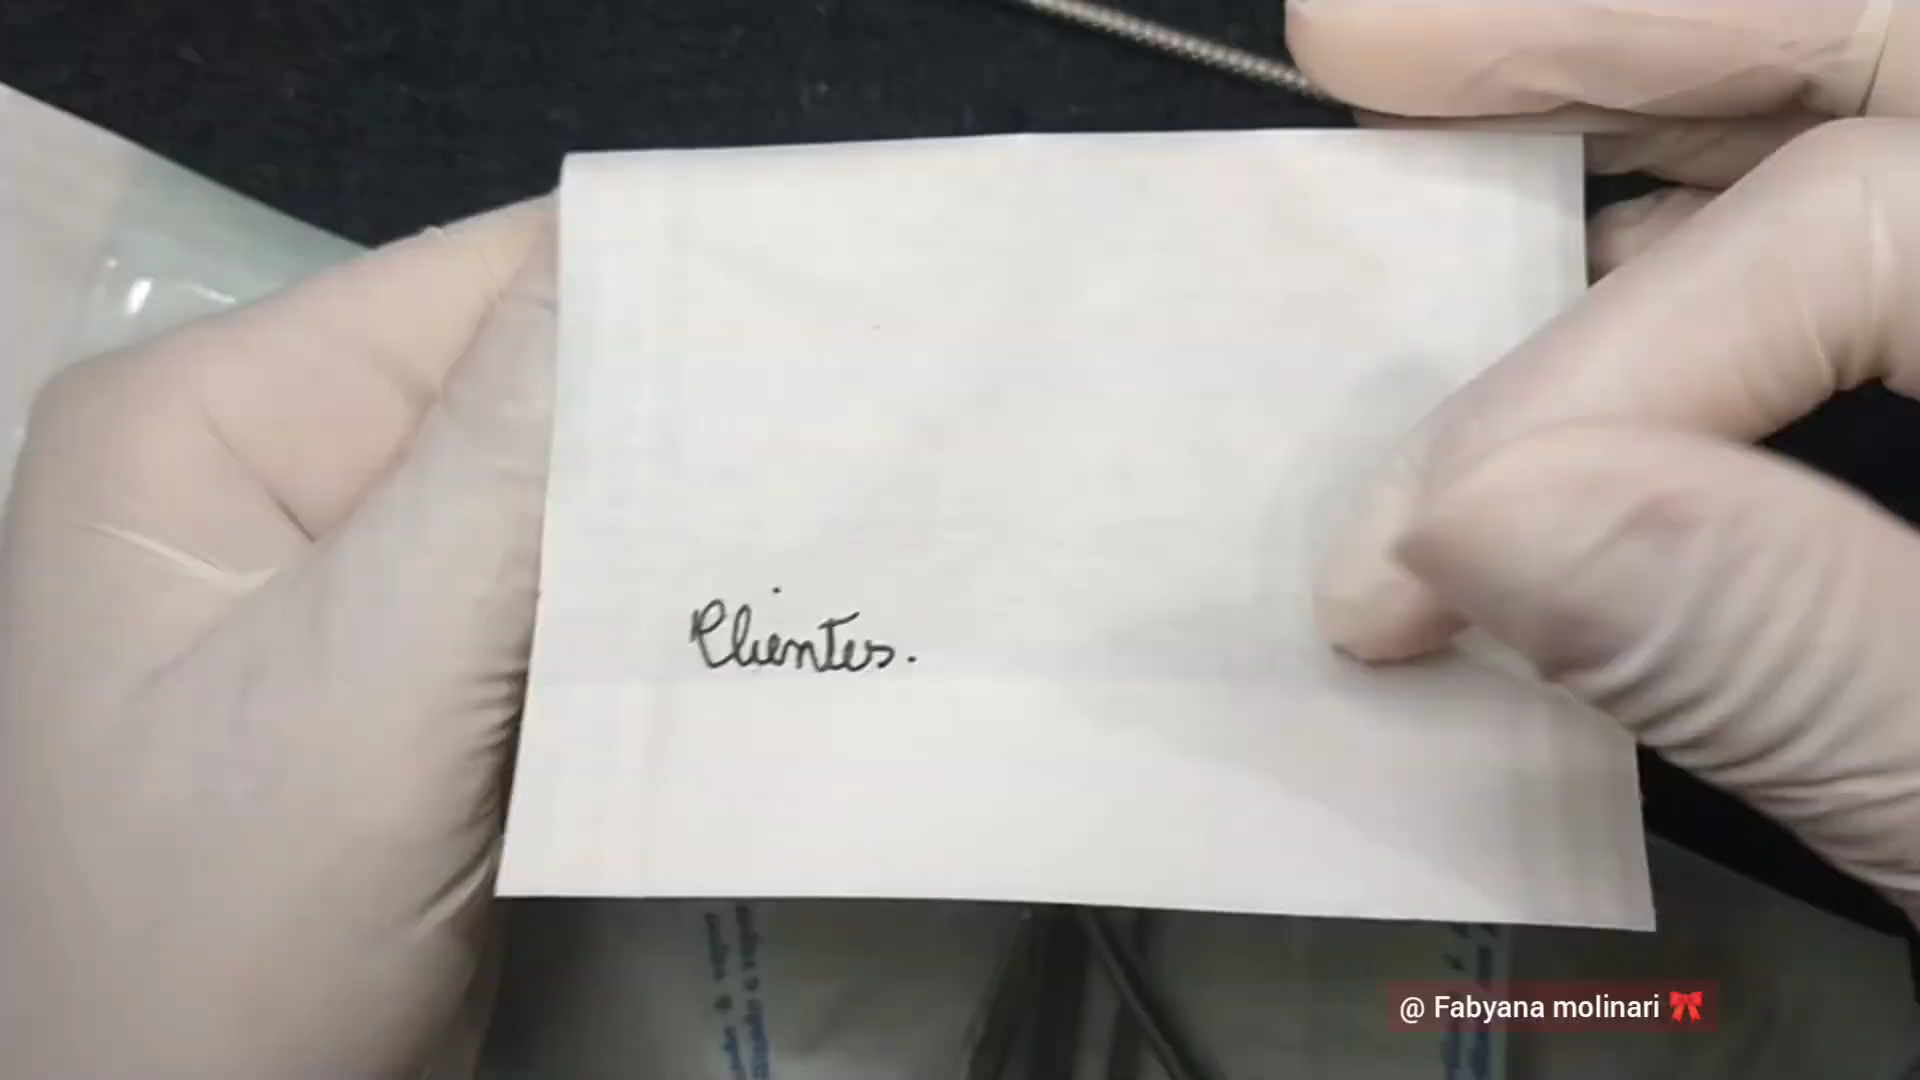 Clientes.
@ Fabyana molinari 🎀